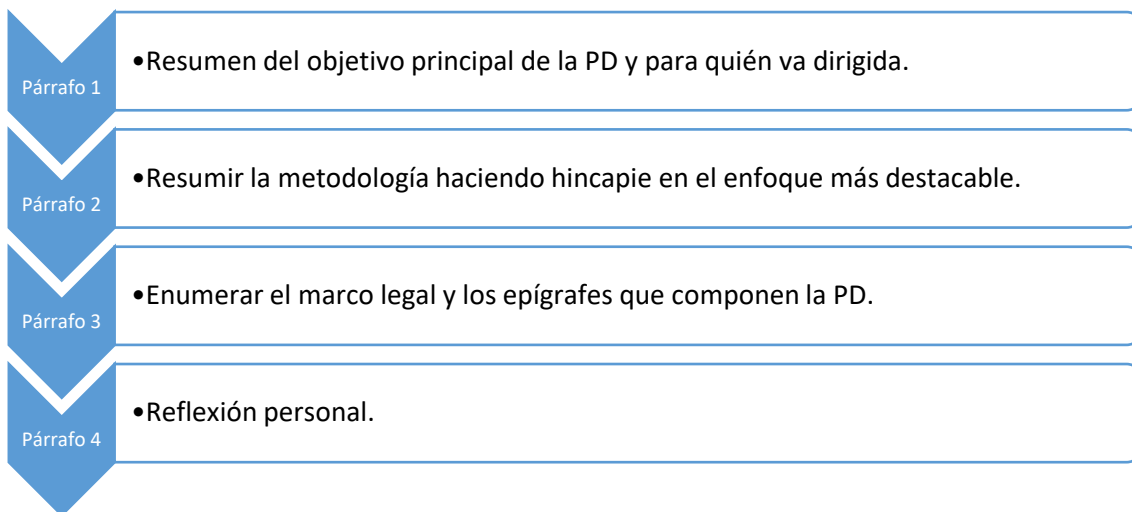 Párrafo 1
•Resumen del objetivo principal de la PD y para quién va dirigida.
Párrafo 2
•Resumir la metodología haciendo hincapie en el enfoque más destacable.
Párrafo 3
•Enumerar el marco legal y los epígrafes que componen la PD.
Párrafo 4
•Reflexión personal.